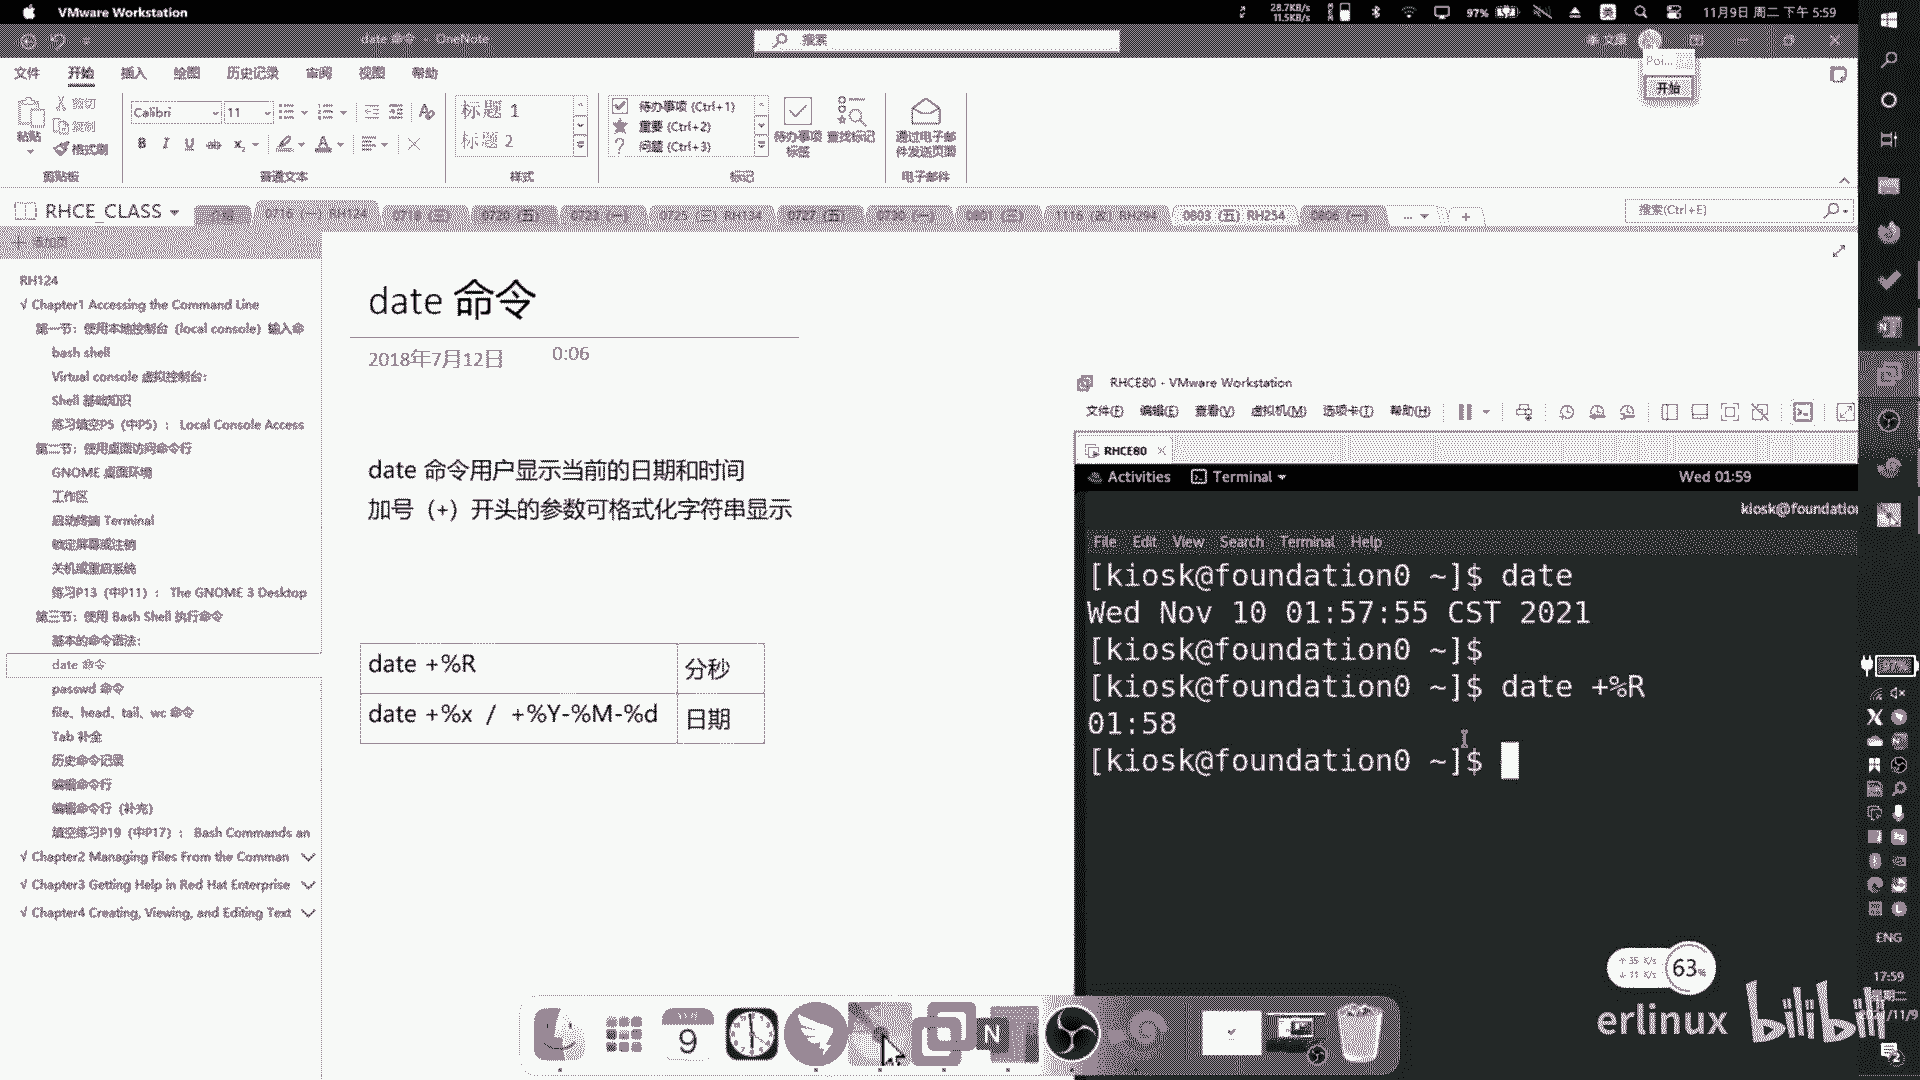 VMware Workstation
28.7KB/s
11.5KB/s
97%
美
11月9日 周二 下午 5:59
date 命令 - OneNote
搜索
文件 开始 插入 绘图 历史记录 审阅 视图 帮助
Poi...
开始
粘贴
剪切
复制
格式刷
剪贴板
Calibri 11
B I U ab x
普通文本
标题 1
标题 2
样式
待办事项 (Ctrl+1)
重要 (Ctrl+2)
问题 (Ctrl+3)
待办事项
标签
查找标记
标记
通过电子邮
件发送页面
电子邮件
RHCE_CLASS
介绍 0716 (一) RH124 0718 (三) 0720 (五) 0723 (一) 0725 (三) RH134 0727 (五) 0730 (一) 0801 (三) RH294 0803 (五) RH254 0806 (一) ... +
搜索(Ctrl+E)
添加页
RH124
√ Chapter1 Accessing the Command Line
第一节：使用本地控制台（local console）输入命
bash shell
Virtual console 虚拟控制台：
Shell 基础知识
练习填空P5（中P5）： Local Console Access
第二节：使用桌面访问命令行
GNOME 桌面环境
工作区
启动终端 Terminal
锁定屏幕或注销
关机或重启系统
练习P13（中P11）： The GNOME 3 Desktop
第三节：使用 Bash Shell 执行命令
基本的命令语法：
date 命令
passwd 命令
file、head、tail、wc 命令
Tab 补全
历史命令记录
编辑命令行
编辑命令行（补充）
填空练习P19（中P17）： Bash Commands an
√ Chapter2 Managing Files From the Comman
√ Chapter3 Getting Help in Red Hat Enterprise
√ Chapter4 Creating, Viewing, and Editing Text
date 命令
2018年7月12日 0:06
date 命令用户显示当前的日期和时间
加号（+）开头的参数可格式化字符串显示
date +%R 分秒
date +%x / +%Y-%M-%d 日期
RHCE80 - VMware Workstation
文件(F) 编辑(E) 查看(V) 虚拟机(M) 选项卡(T) 帮助(H)
RHCE80
Activities Terminal Wed 01:59
kiosk@foundatio
File Edit View Search Terminal Help
[kiosk@foundation0 ~]$ date
Wed Nov 10 01:57:55 CST 2021
[kiosk@foundation0 ~]$
[kiosk@foundation0 ~]$ date +%R
01:58
[kiosk@foundation0 ~]$
97%
ENG
17:59
↑ 35 K/s
↓ 11 K/s
63%
erlinux bilibili
9
N
2